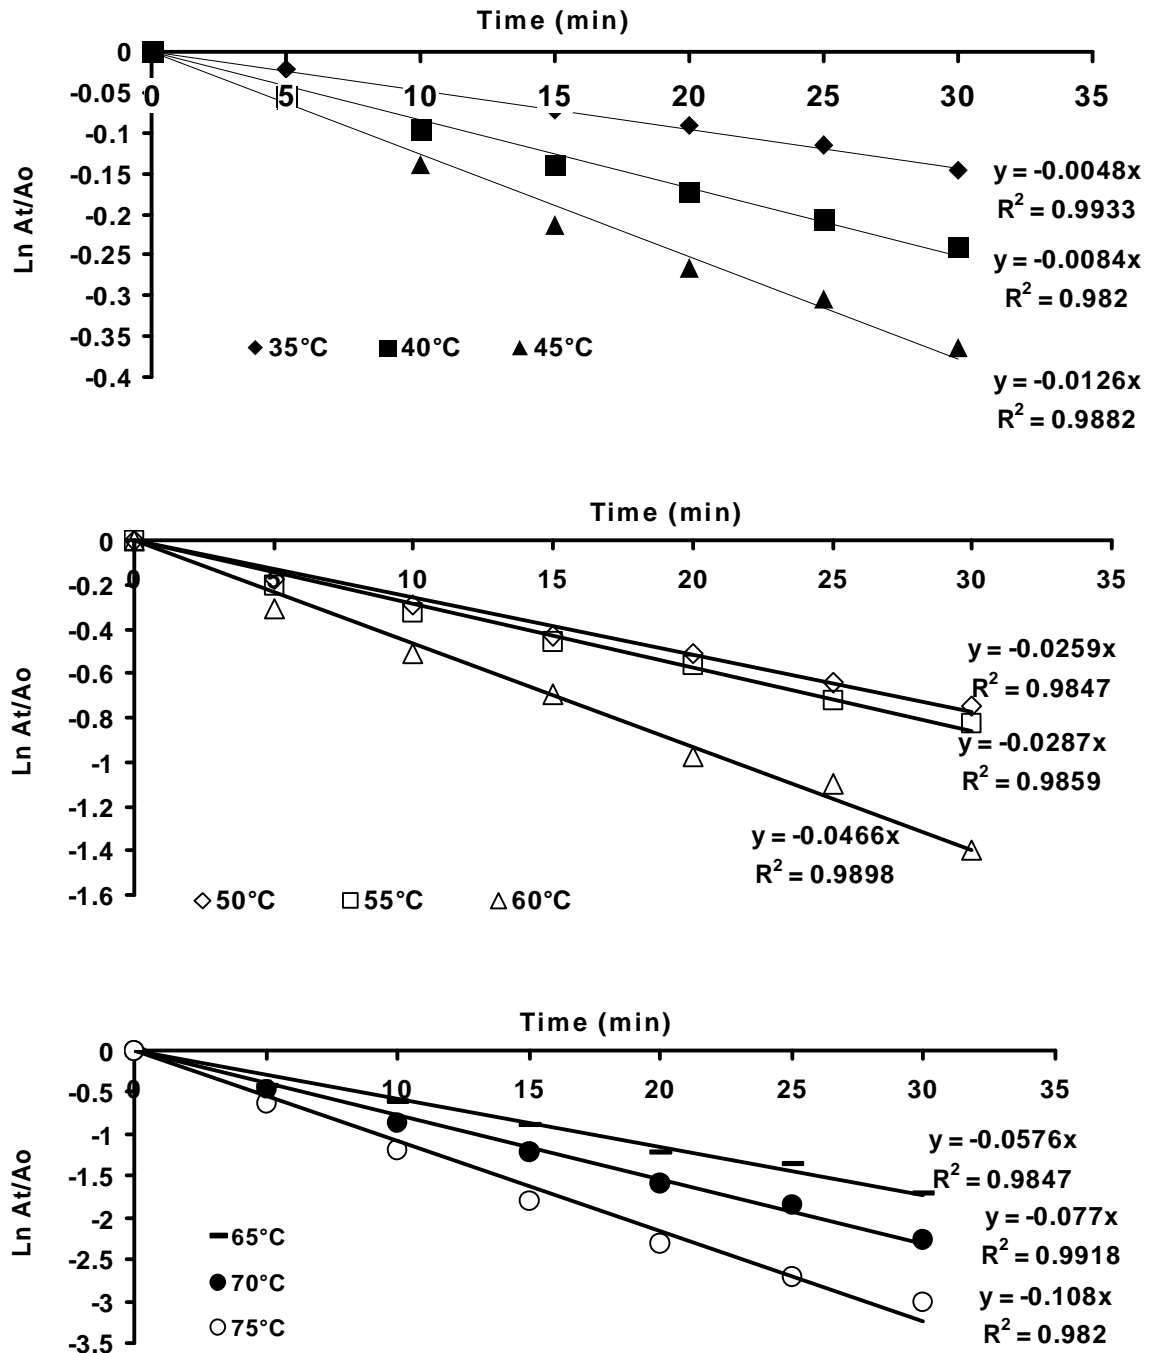 Time (min)
0
-0.05
-0.1
-0.15
-0.2
-0.25
-0.3
-0.35
-0.4
0 5 10 15 20 25 30 35
Ln At/Ao
y = -0.0048x
R² = 0.9933
y = -0.0084x
R² = 0.982
35°C 40°C 45°C
y = -0.0126x
R² = 0.9882
Time (min)
0
-0.2
-0.4
-0.6
-0.8
-1
-1.2
-1.4
-1.6
0 5 10 15 20 25 30 35
Ln At/Ao
y = -0.0259x
R² = 0.9847
y = -0.0287x
R² = 0.9859
y = -0.0466x
R² = 0.9898
50°C 55°C 60°C
Time (min)
0
-0.5
-1
-1.5
-2
-2.5
-3
-3.5
0 5 10 15 20 25 30 35
Ln At/Ao
y = -0.0576x
R² = 0.9847
y = -0.077x
R² = 0.9918
y = -0.108x
R² = 0.982
65°C
70°C
75°C